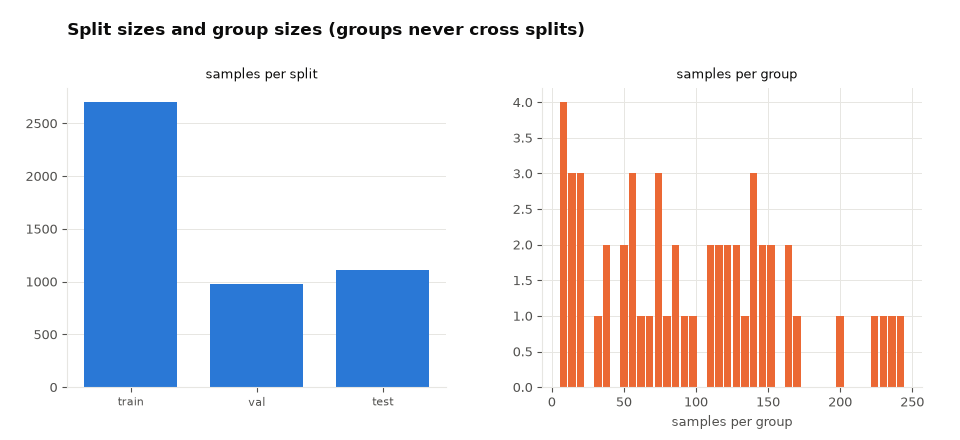 Split sizes and group sizes (groups never cross splits)
samples per split
2500
2000
1500
1000
500
0
train val test
samples per group
4.0
3.5
3.0
2.5
2.0
1.5
1.0
0.5
0.0
0 50 100 150 200 250
samples per group